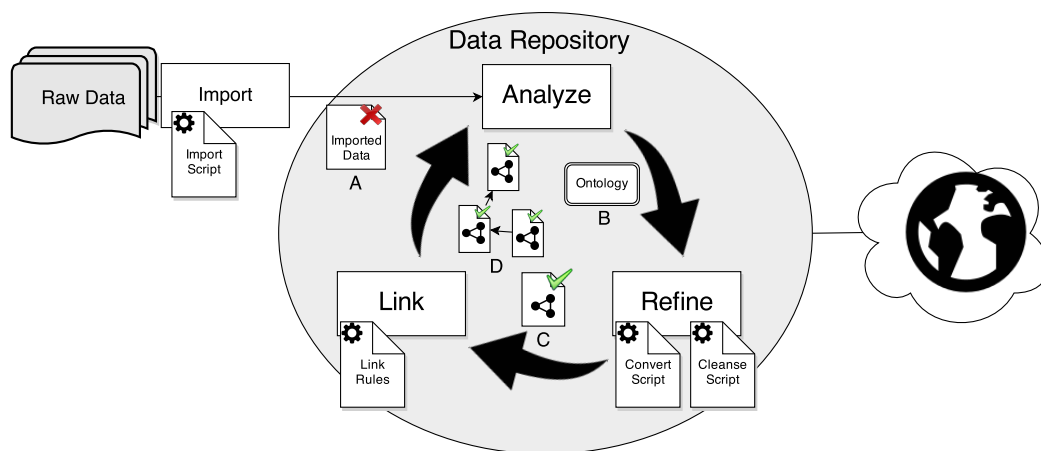 Data Repository
Raw Data
Import
Analyze
Import
Script
Imported
Data
A
Ontology
B
D
Link
Refine
C
Link
Rules
Convert
Script
Cleanse
Script